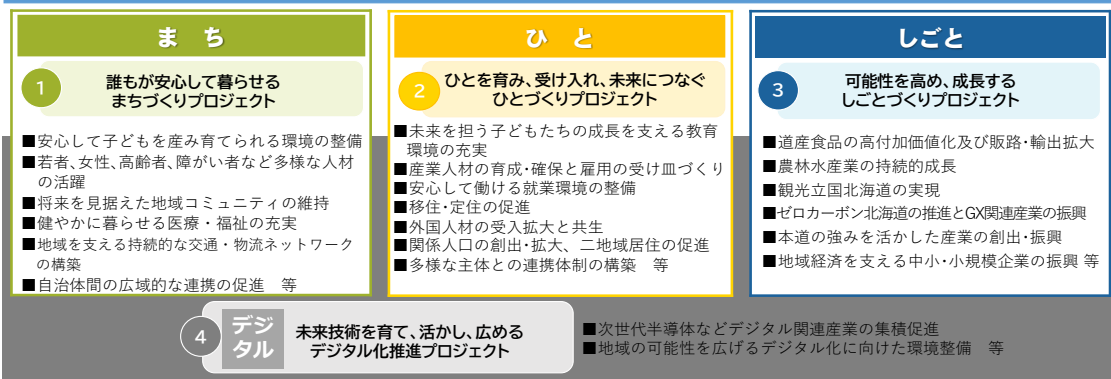 まち
1
誰もが安心して暮らせる
まちづくりプロジェクト
■安心して子どもを産み育てられる環境の整備
■若者、女性、高齢者、障がい者など多様な人材
の活躍
■将来を見据えた地域コミュニティの維持
■健やかに暮らせる医療・福祉の充実
■地域を支える持続的な交通・物流ネットワーク
の構築
■自治体間の広域的な連携の促進　等
ひと
2
ひとを育み、受け入れ、未来につなぐ
ひとづくりプロジェクト
■未来を担う子どもたちの成長を支える教育
環境の充実
■産業人材の育成・確保と雇用の受け皿づくり
■安心して働ける就業環境の整備
■移住・定住の促進
■外国人材の受入拡大と共生
■関係人口の創出・拡大、二地域居住の促進
■多様な主体との連携体制の構築　等
しごと
3
可能性を高め、成長する
しごとづくりプロジェクト
■道産食品の高付加価値化及び販路・輸出拡大
■農林水産業の持続的成長
■観光立国北海道の実現
■ゼロカーボン北海道の推進とGX関連産業の振興
■本道の強みを活かした産業の創出・振興
■地域経済を支える中小・小規模企業の振興 等
4
デジ
タル
未来技術を育て、活かし、広める
デジタル化推進プロジェクト
■次世代半導体などデジタル関連産業の集積促進
■地域の可能性を広げるデジタル化に向けた環境整備　等